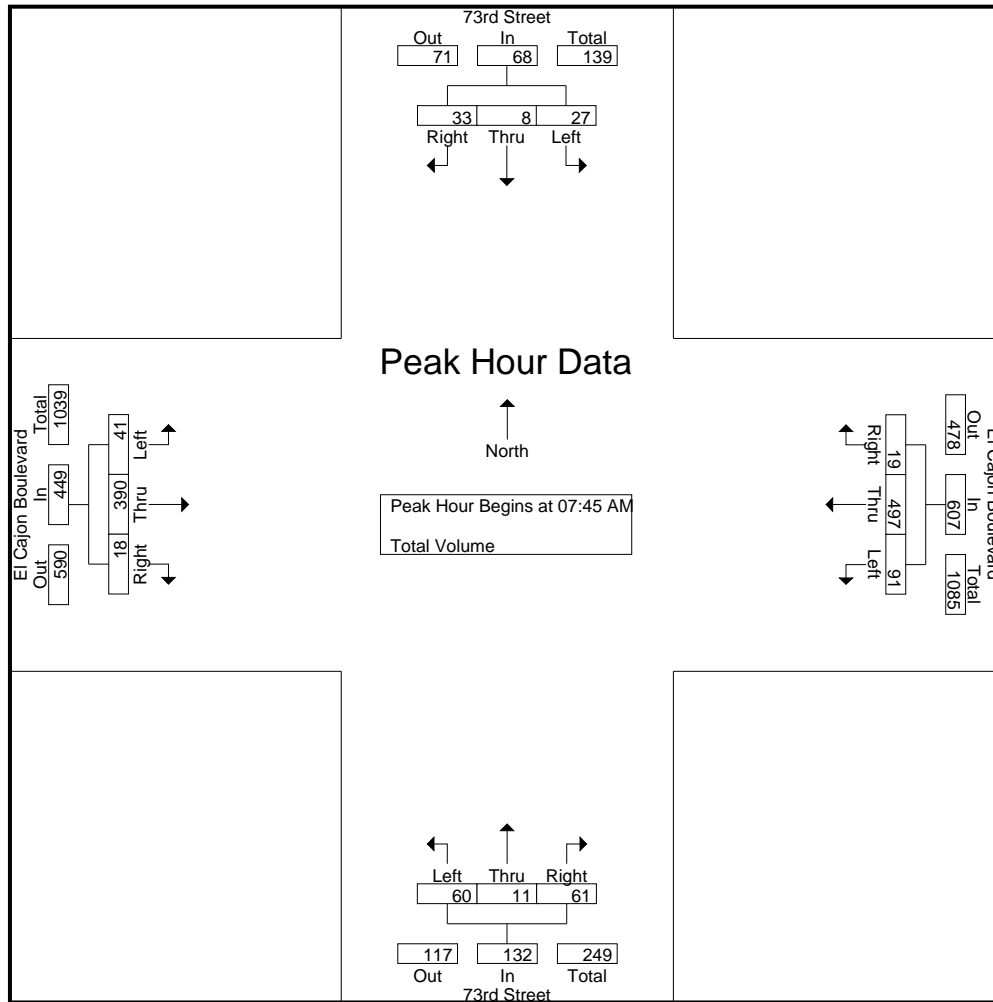 73rd Street
Out In Total
71 68 139
33 8 27
Right Thru Left
Peak Hour Data
North
Peak Hour Begins at 07:45 AM
Total Volume
El Cajon Boulevard
Out In Total
590 449 1039
18 390 41
Right Thru Left
El Cajon Boulevard
Out In Total
478 607 1085
19 497 91
Right Thru Left
Left Thru Right
60 11 61
117 132 249
Out In Total
73rd Street